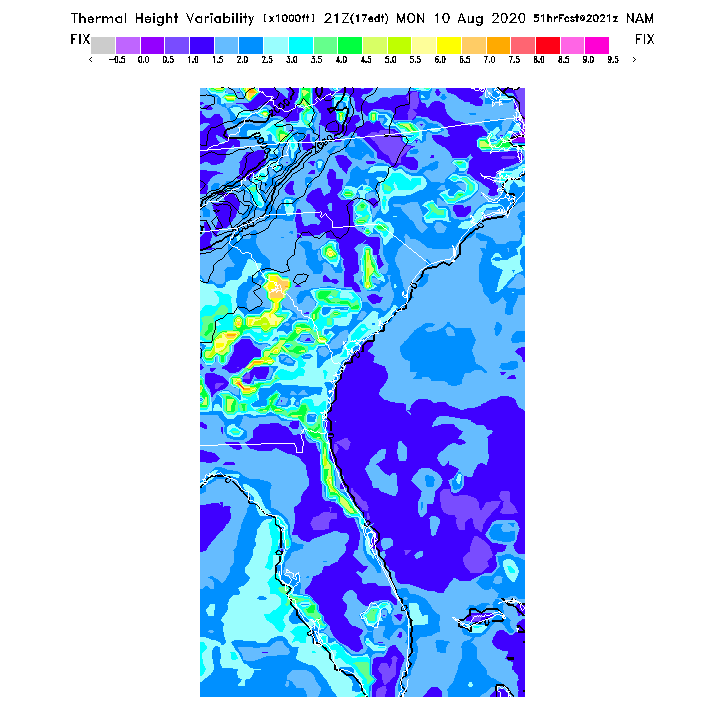 Thermal Height Variability [x1000ft] 21Z(17edt) MON 10 Aug 2020 51hrFcst@2021z NAM
FIX FIX
< -0.5 0.0 0.5 1.0 1.5 2.0 2.5 3.0 3.5 4.0 4.5 5.0 5.5 6.0 6.5 7.0 7.5 8.0 8.5 9.0 9.5 >